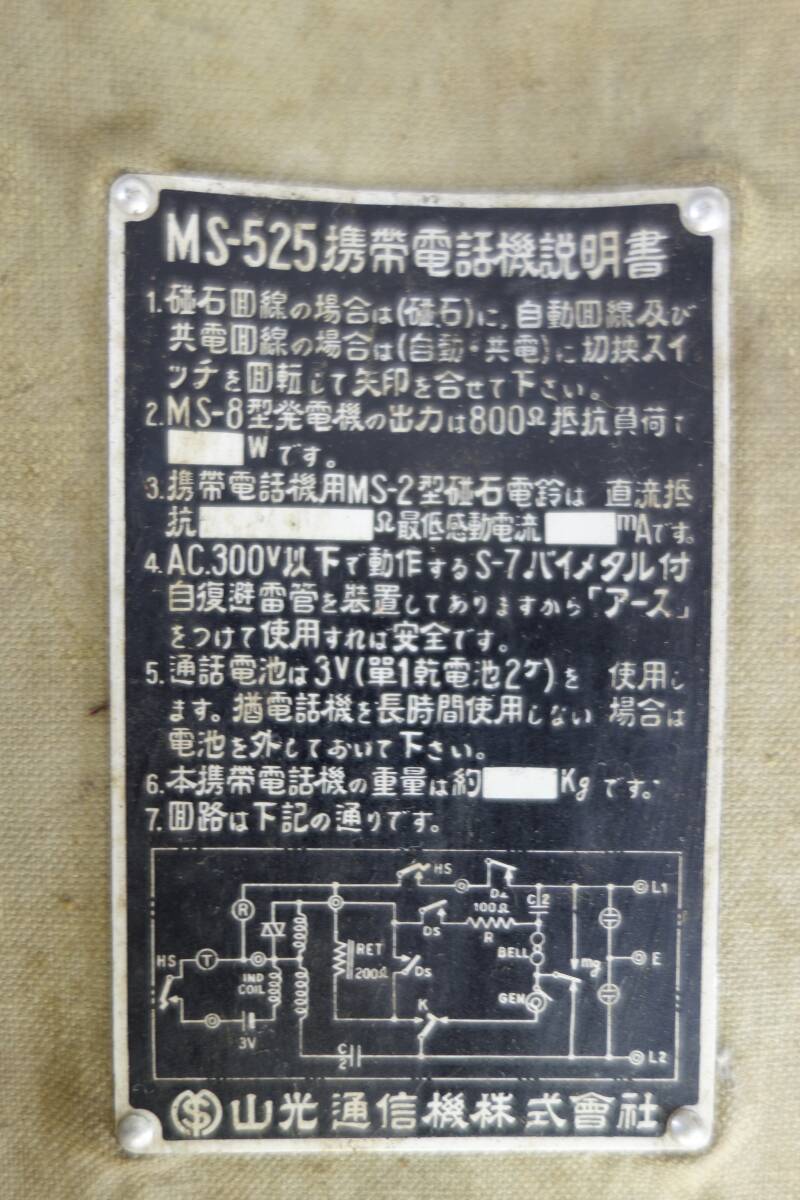 MS-525携帯電話機説明書
1. 磁石回線の場合は(磁石)に、自動回線及び
共電回線の場合は(自動・共電)に切換スイ
ッチを回転して矢印を合せて下さい。
2. MS-8型発電機の出力は800Ω抵抗負荷で
W です。
3. 携帯電話機用MS-2型磁石電鈴は 直流抵
抗 Ω最低感動電流 mAです。
4. AC.300V以下で動作するS-7バイメタル付
自復避雷管を装置してありますから「アース」
をつけて使用すれば安全です。
5. 通話電池は3V(單1乾電池2ケ)を 使用し
ます。猶電話機を長時間使用しない 場合は
電池を外しておいて下さい。
6. 本携帯電話機の重量は約 Kg です。
7. 回路は下記の通りです。
HS
L1
100Ω
C2
R
DS
R
HS
T
RET
200Ω
DS
BELL
mg
E
IND
COIL
GEN
K
3V
C
2
L2
山光通信機株式會社